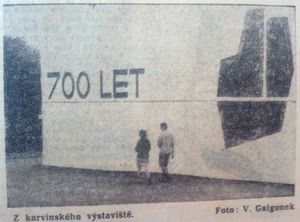 700 LET
Z karvinského výstaviště.
Foto: V. Galgonek